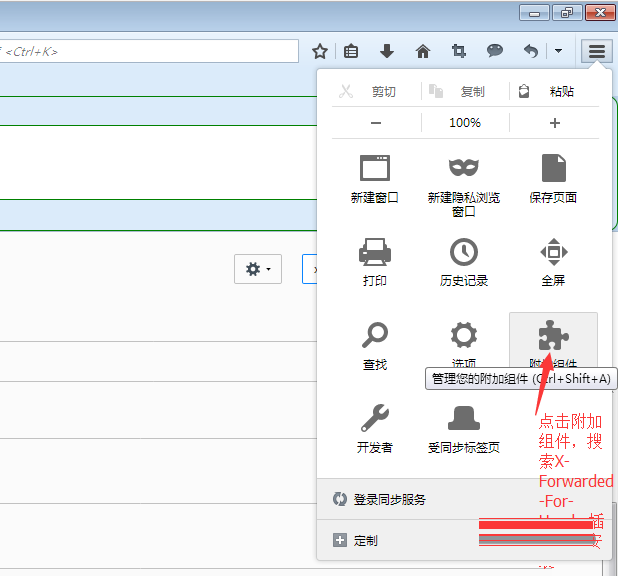 <Ctrl+K>
剪切 复制 粘贴
− 100% +
新建窗口 新建隐私浏览 保存页面
窗口
打印 历史记录 全屏
查找 选项 附加组件
管理您的附加组件 (Ctrl+Shift+A)
开发者 受同步标签页
点击附加
组件，搜
索X-
Forwarded
-For-
插
登录同步服务
安
定制